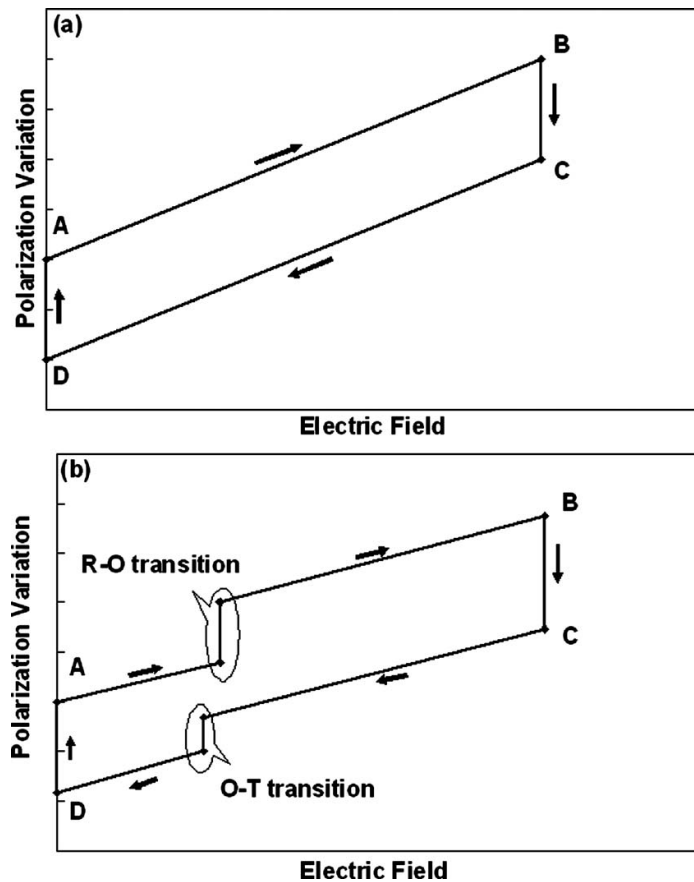 (a)
B
C
A
D
Polarization Variation
Electric Field
(b)
B
R-O transition
C
A
O-T transition
D
Polarization Variation
Electric Field